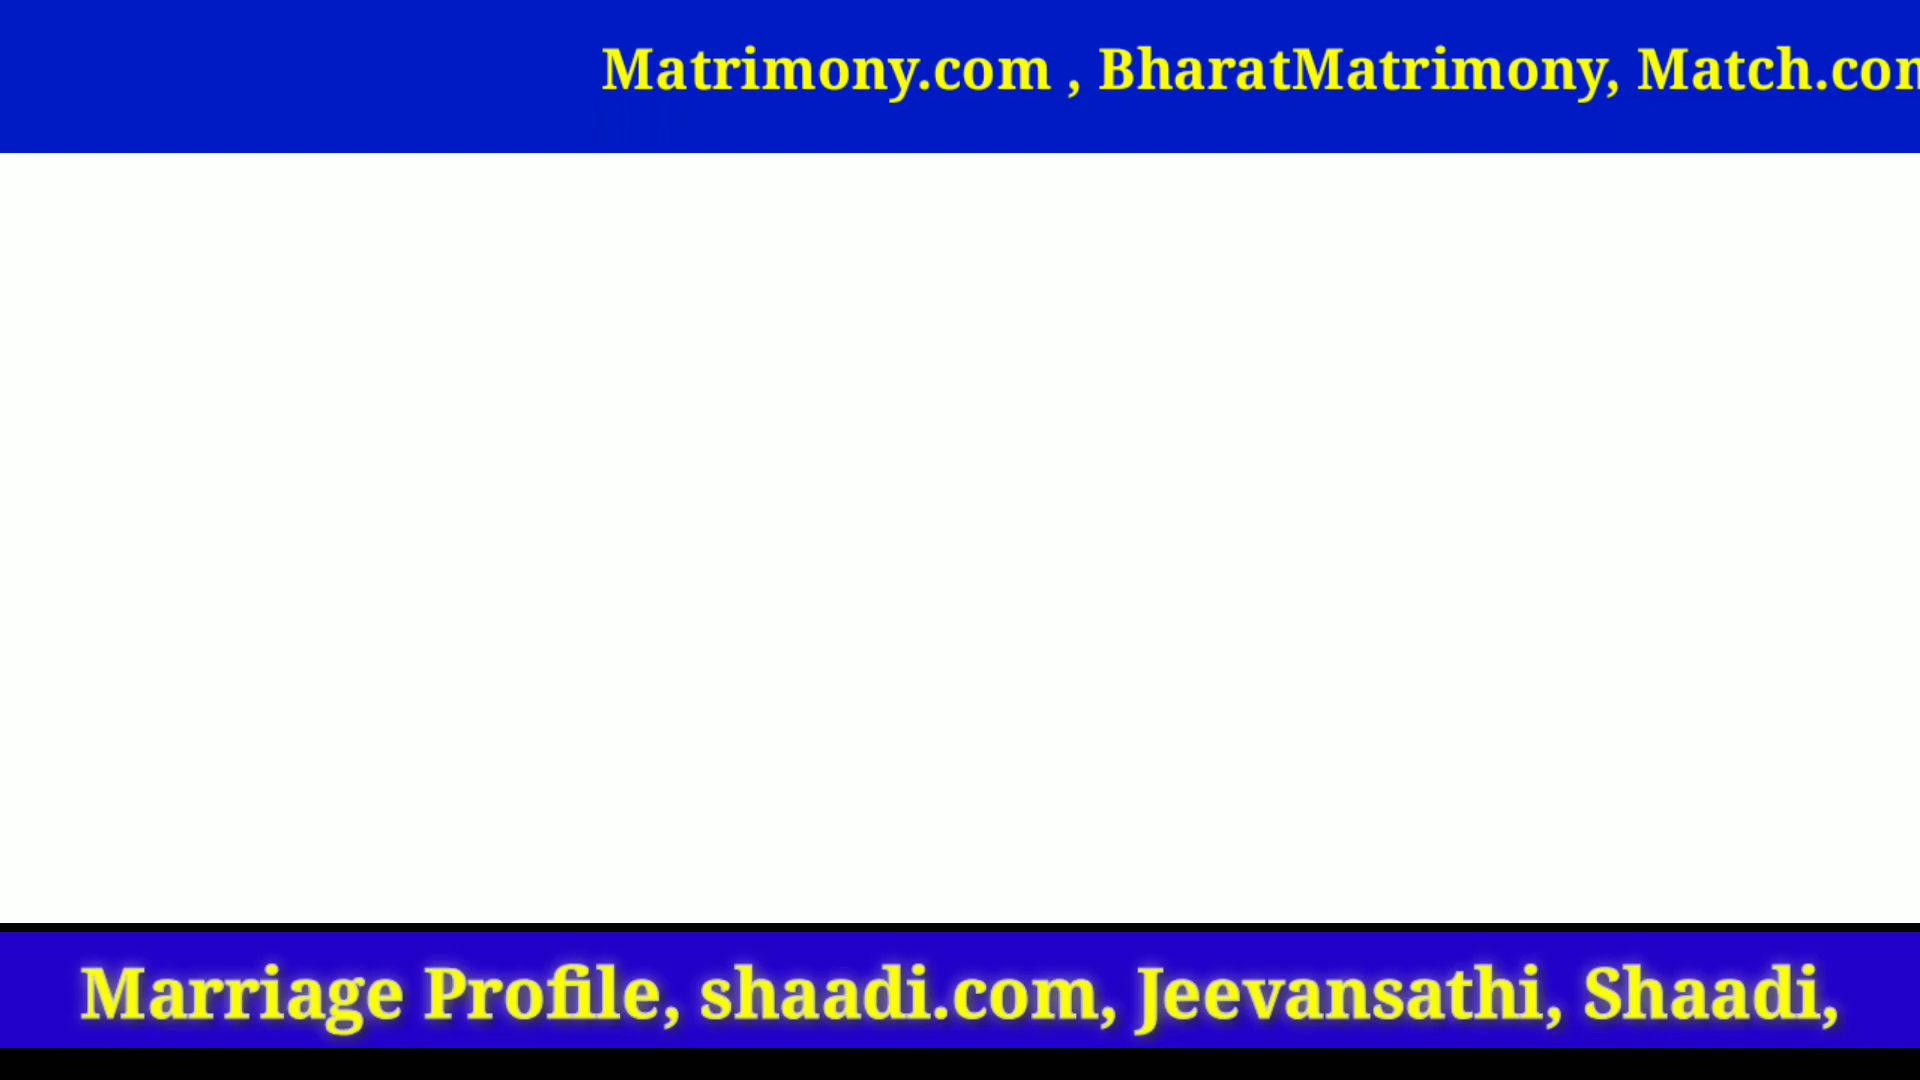 Matrimony.com , BharatMatrimony, Match.com
Marriage Profile, shaadi.com, Jeevansathi, Shaadi,